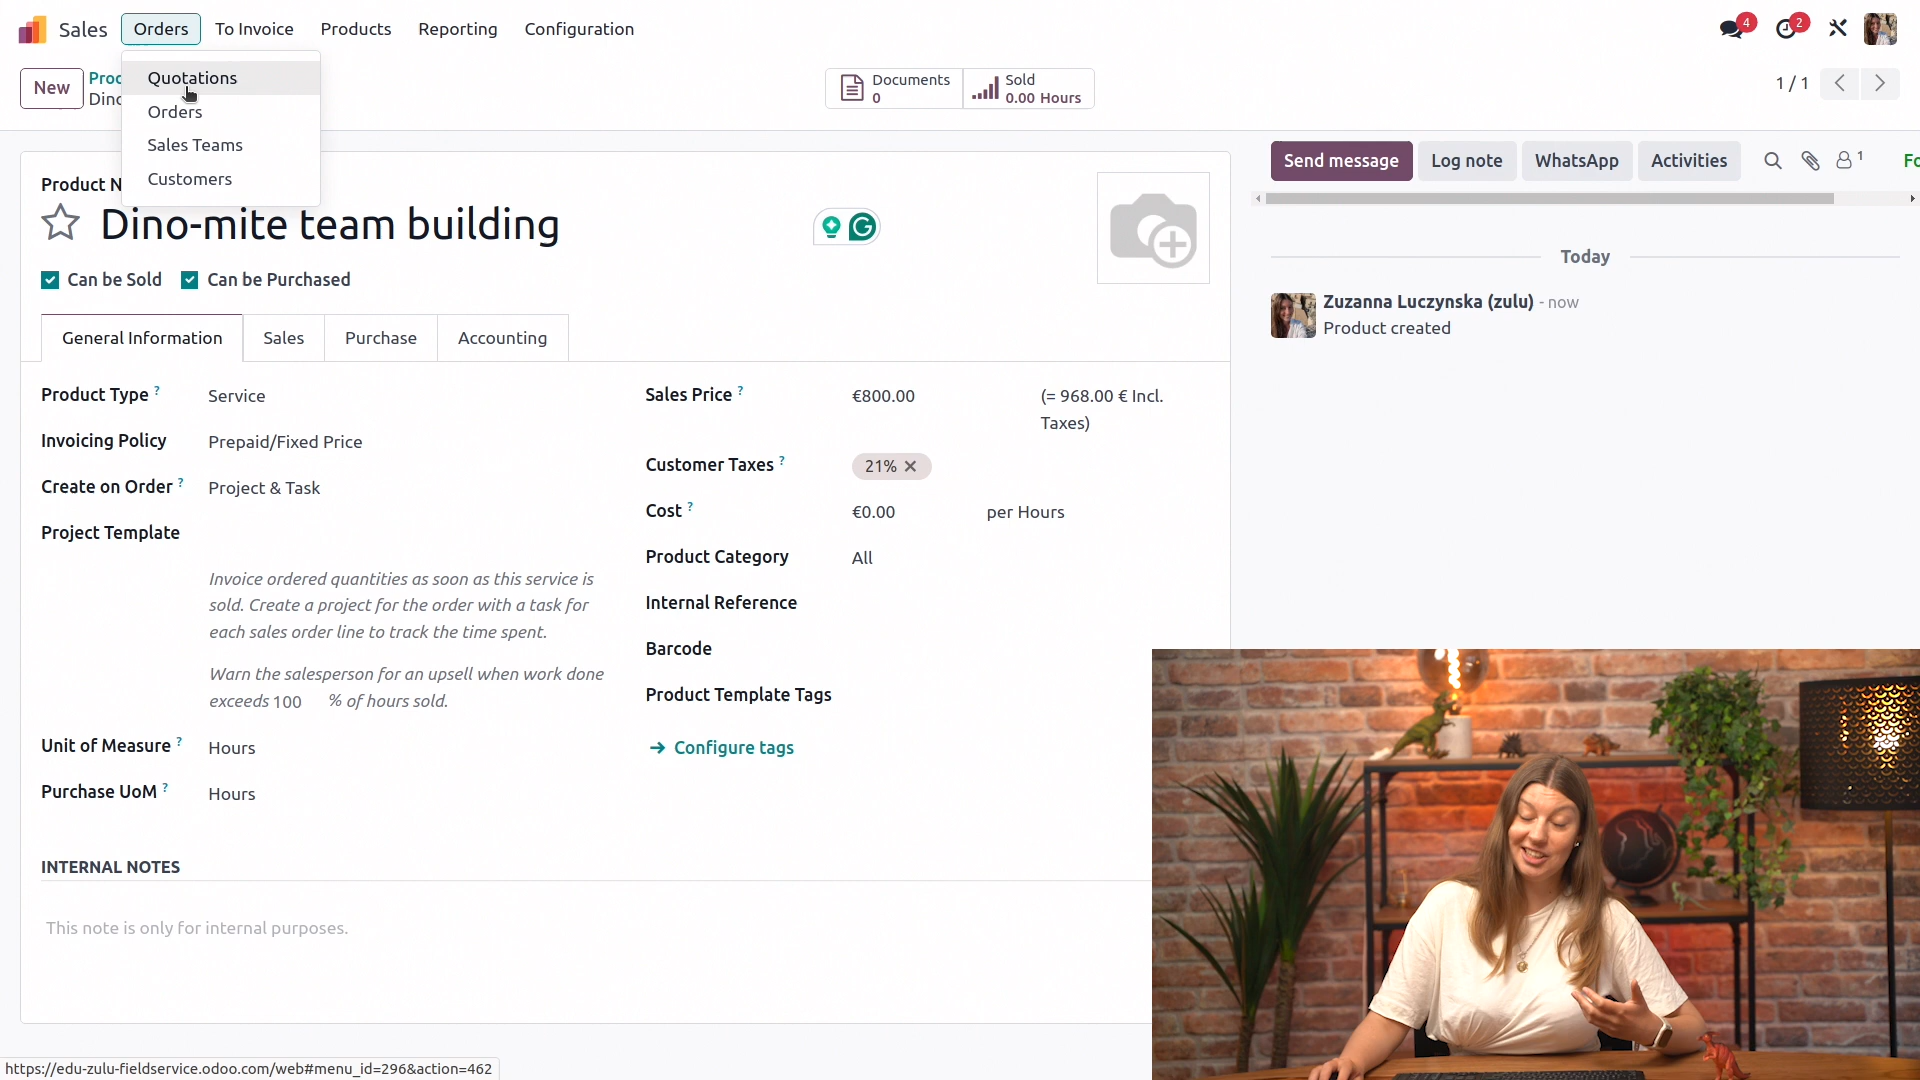 Sales
Orders
To Invoice
Products
Reporting
Configuration
4
2
Quotations
Orders
Sales Teams
Customers
New
Proc
Dinc
Documents
0
Sold
0.00 Hours
1 / 1
Send message
Log note
WhatsApp
Activities
1
Fo
Product N
Dino-mite team building
Can be Sold
Can be Purchased
General Information
Sales
Purchase
Accounting
Product Type ?
Service
Invoicing Policy
Prepaid/Fixed Price
Create on Order ?
Project & Task
Project Template
Invoice ordered quantities as soon as this service is
sold. Create a project for the order with a task for
each sales order line to track the time spent.
Warn the salesperson for an upsell when work done
exceeds 100 % of hours sold.
Unit of Measure ?
Hours
Purchase UoM ?
Hours
Sales Price ?
€800.00
(= 968.00 € Incl.
Taxes)
Customer Taxes ?
21%
Cost ?
€0.00
per Hours
Product Category
All
Internal Reference
Barcode
Product Template Tags
Configure tags
INTERNAL NOTES
This note is only for internal purposes.
Today
Zuzanna Luczynska (zulu) - now
Product created
https://edu-zulu-fieldservice.odoo.com/web#menu_id=296&action=462